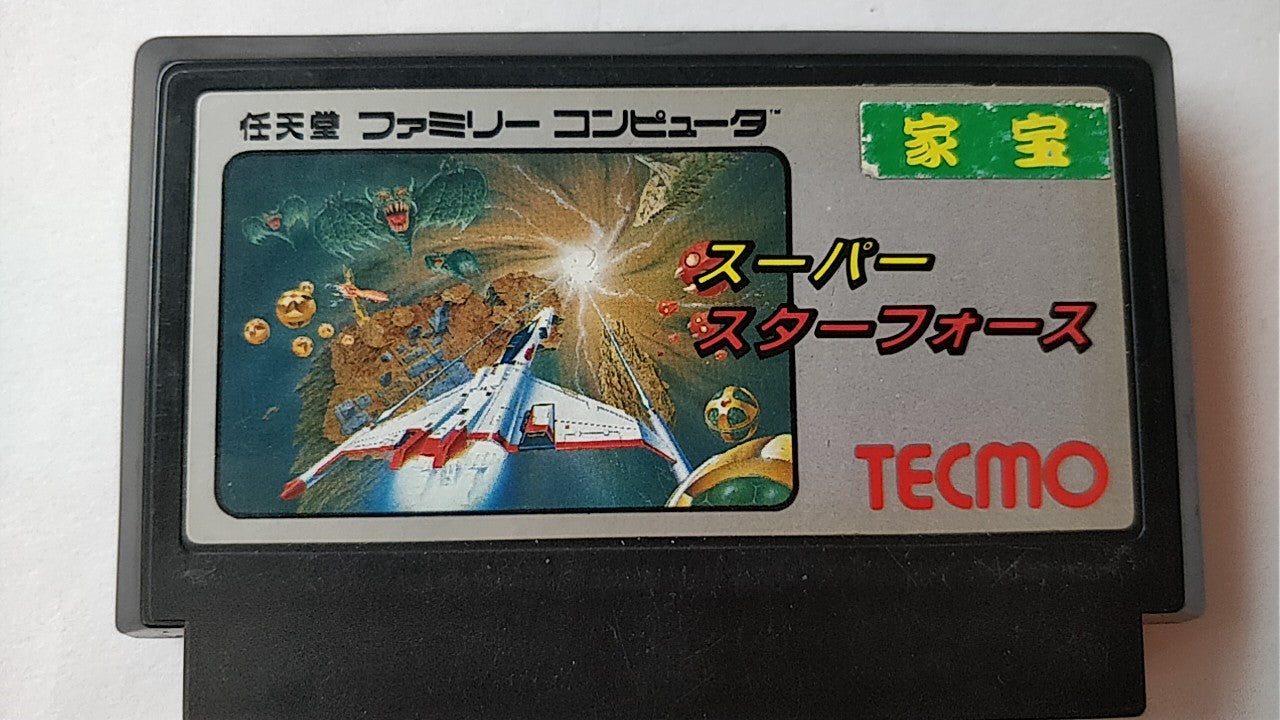 任天堂 ファミリー コンピュータ™
家宝
スーパー
スターフォース
TECMO